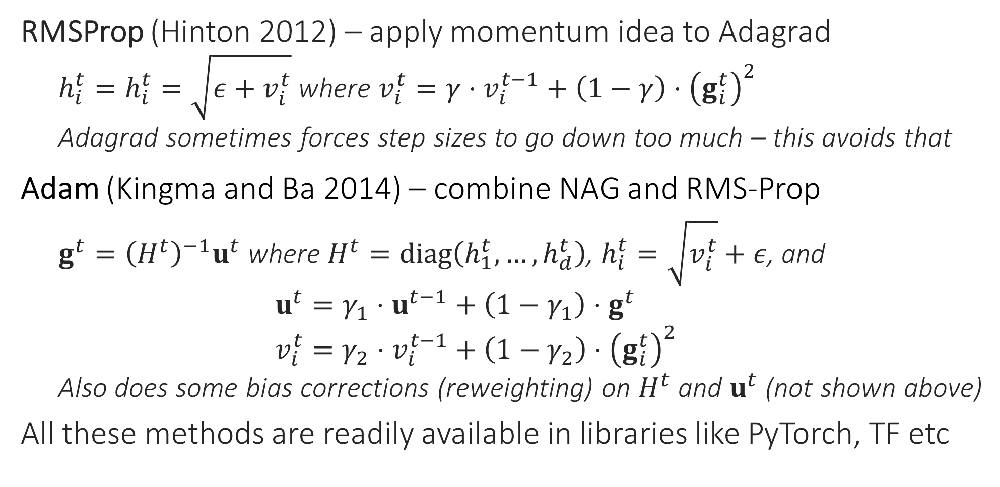 RMSProp (Hinton 2012) – apply momentum idea to Adagrad
$h_i^t = h_i^t = \sqrt{\epsilon + v_i^t}$ where $v_i^t = \gamma \cdot v_i^{t-1} + (1 - \gamma) \cdot (\mathbf{g}_i^t)^2$
Adagrad sometimes forces step sizes to go down too much – this avoids that
Adam (Kingma and Ba 2014) – combine NAG and RMS-Prop
$\mathbf{g}^t = (H^t)^{-1}\mathbf{u}^t$ where $H^t = \text{diag}(h_1^t, \ldots, h_d^t)$, $h_i^t = \sqrt{v_i^t} + \epsilon$, and
$\mathbf{u}^t = \gamma_1 \cdot \mathbf{u}^{t-1} + (1 - \gamma_1) \cdot \mathbf{g}^t$
$v_i^t = \gamma_2 \cdot v_i^{t-1} + (1 - \gamma_2) \cdot (\mathbf{g}_i^t)^2$
Also does some bias corrections (reweighting) on $H^t$ and $\mathbf{u}^t$ (not shown above)
All these methods are readily available in libraries like PyTorch, TF etc